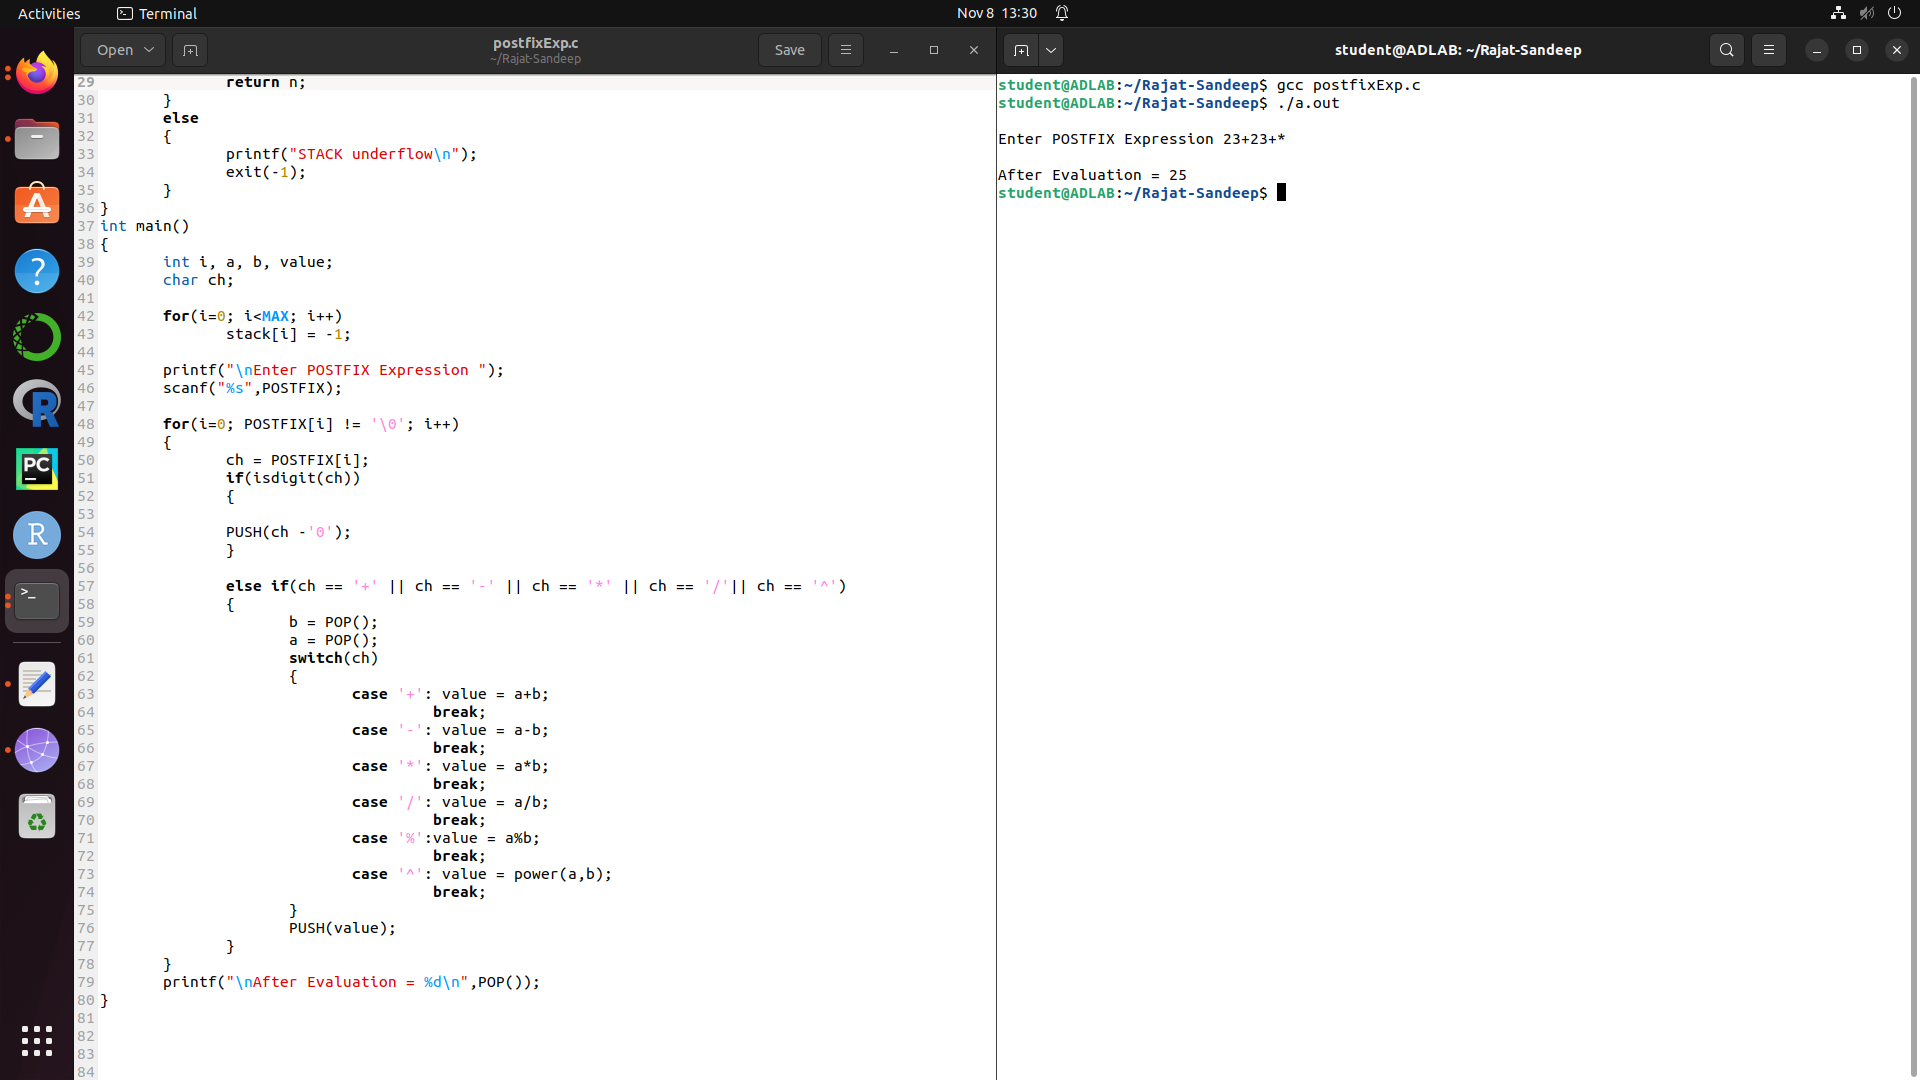 Activities
Terminal
Nov 8 13:30
Open
postfixExp.c
~/Rajat-Sandeep
Save
29 return n;
30 }
31 else
32 {
33 printf("STACK underflow\n");
34 exit(-1);
35 }
36 }
37 int main()
38 {
39 int i, a, b, value;
40 char ch;
41
42 for(i=0; i<MAX; i++)
43 stack[i] = -1;
44
45 printf("\nEnter POSTFIX Expression ");
46 scanf("%s",POSTFIX);
47
48 for(i=0; POSTFIX[i] != '\0'; i++)
49 {
50 ch = POSTFIX[i];
51 if(isdigit(ch))
52 {
53
54 PUSH(ch -'0');
55 }
56
57 else if(ch == '+' || ch == '-' || ch == '*' || ch == '/'|| ch == '^')
58 {
59 b = POP();
60 a = POP();
61 switch(ch)
62 {
63 case '+': value = a+b;
64 break;
65 case '-': value = a-b;
66 break;
67 case '*': value = a*b;
68 break;
69 case '/': value = a/b;
70 break;
71 case '%':value = a%b;
72 break;
73 case '^': value = power(a,b);
74 break;
75 }
76 PUSH(value);
77 }
78 }
79 printf("\nAfter Evaluation = %d\n",POP());
80 }
81
82
83
84
student@ADLAB: ~/Rajat-Sandeep
student@ADLAB:~/Rajat-Sandeep$ gcc postfixExp.c
student@ADLAB:~/Rajat-Sandeep$ ./a.out
Enter POSTFIX Expression 23+23+*
After Evaluation = 25
student@ADLAB:~/Rajat-Sandeep$
A
?
R
PC
R
>_